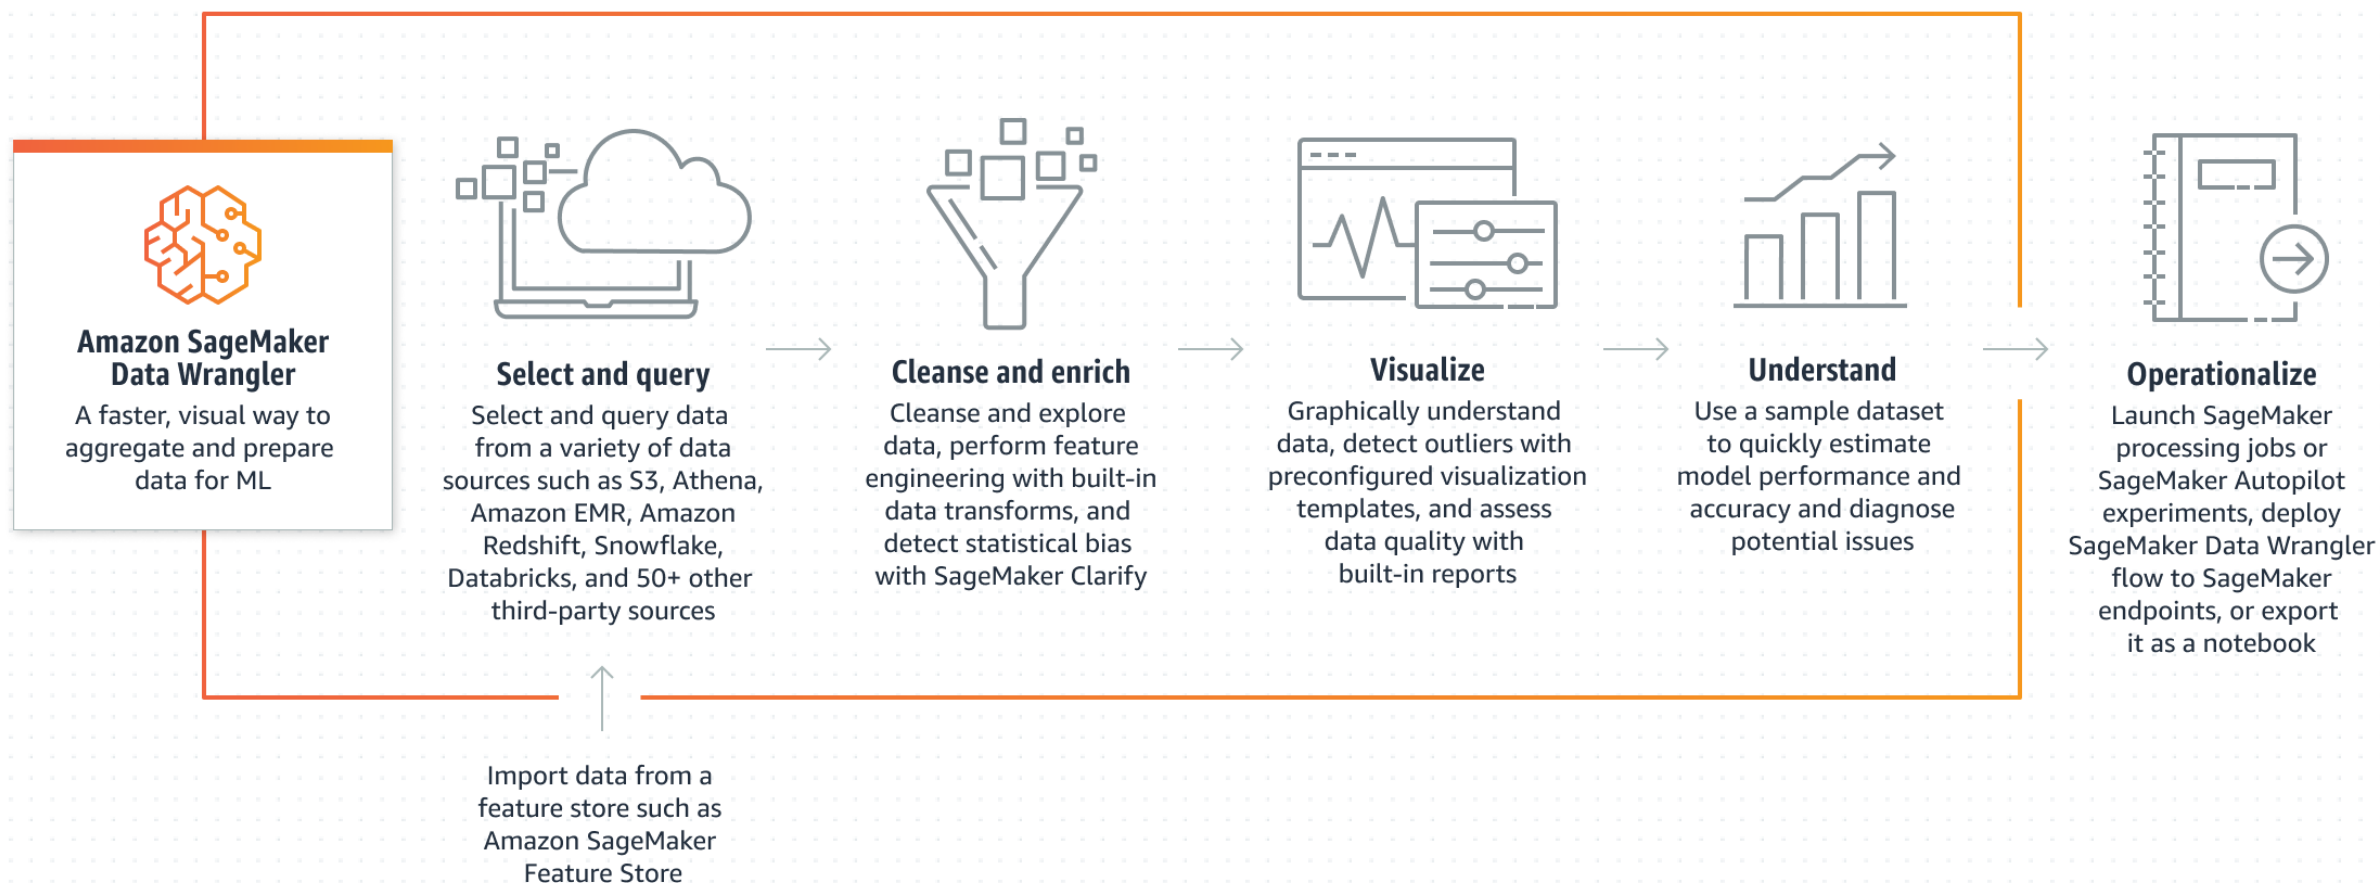 Amazon SageMaker
Data Wrangler
A faster, visual way to
aggregate and prepare
data for ML
Select and query
Select and query data
from a variety of data
sources such as S3, Athena,
Amazon EMR, Amazon
Redshift, Snowflake,
Databricks, and 50+ other
third-party sources
Import data from a
feature store such as
Amazon SageMaker
Feature Store
Cleanse and enrich
Cleanse and explore
data, perform feature
engineering with built-in
data transforms, and
detect statistical bias
with SageMaker Clarify
Visualize
Graphically understand
data, detect outliers with
preconfigured visualization
templates, and assess
data quality with
built-in reports
Understand
Use a sample dataset
to quickly estimate
model performance and
accuracy and diagnose
potential issues
Operationalize
Launch SageMaker
processing jobs or
SageMaker Autopilot
experiments, deploy
SageMaker Data Wrangler
flow to SageMaker
endpoints, or export
it as a notebook